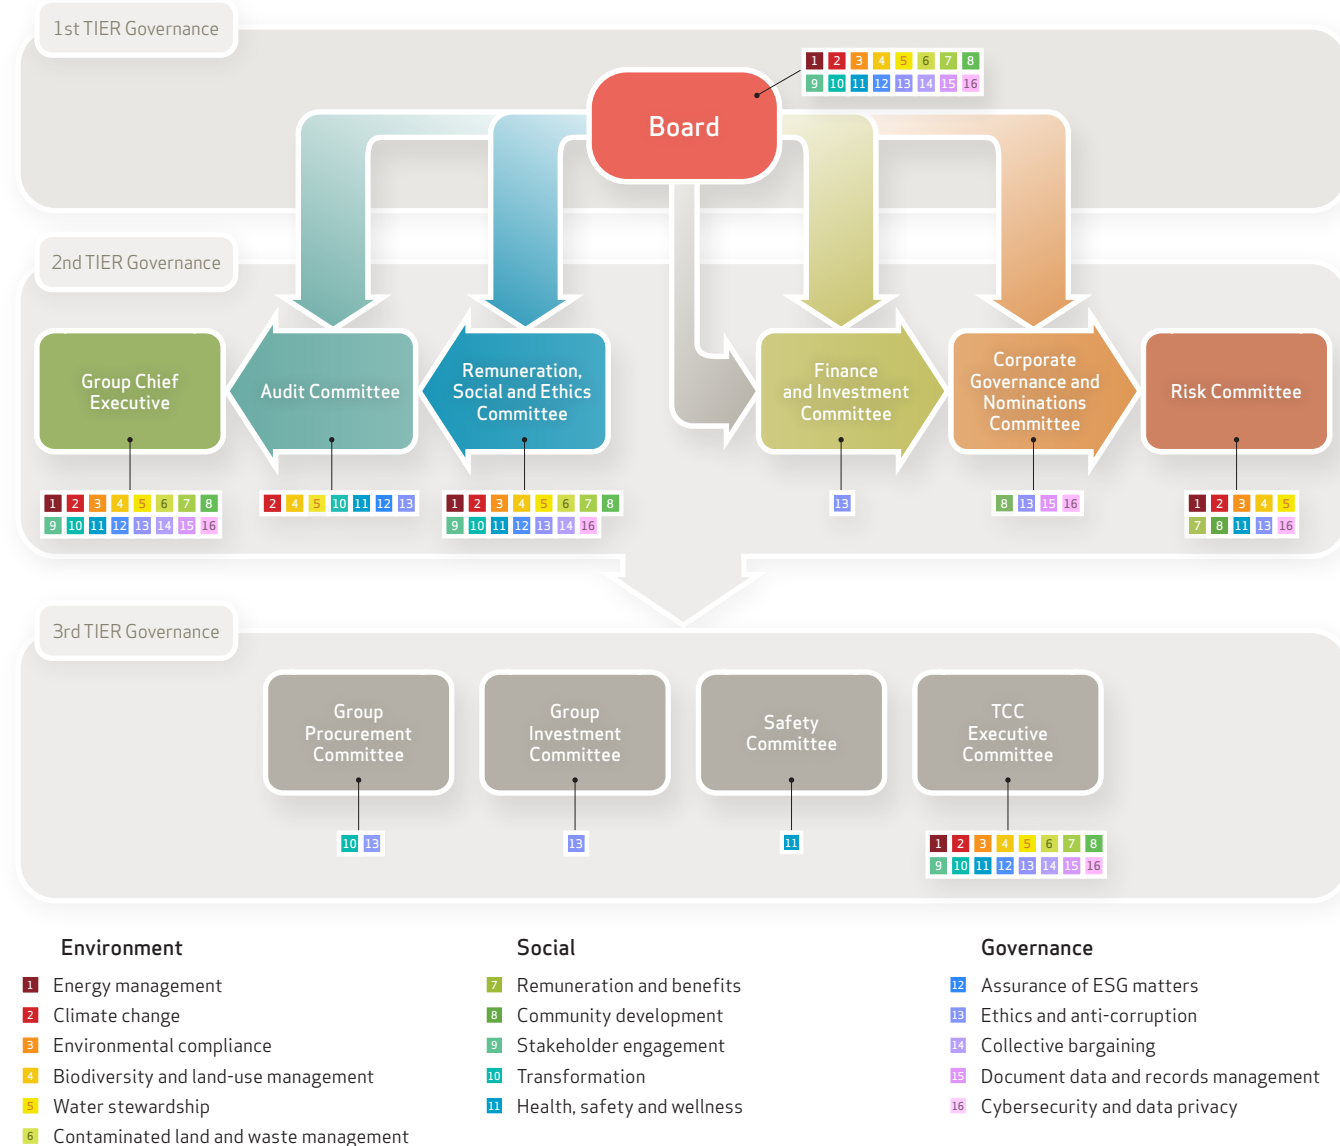 1st TIER Governance
1 2 3 4 5 6 7 8
9 10 11 12 13 14 15 16
Board
2nd TIER Governance
Group Chief
Executive
Audit Committee
Remuneration,
Social and Ethics
Committee
Finance
and Investment
Committee
Corporate
Governance and
Nominations
Committee
Risk Committee
1 2 3 4 5 6 7 8
9 10 11 12 13 14 15 16
2 4 5 10 11 12 13
1 2 3 4 5 6 7 8
9 10 11 12 13 14 16
13
8 13 15 16
1 2 3 4 5
7 8 11 13 16
3rd TIER Governance
Group
Procurement
Committee
Group
Investment
Committee
Safety
Committee
TCC
Executive
Committee
10 13
13
11
1 2 3 4 5 6 7 8
9 10 11 12 13 14 15 16
Environment
1 Energy management
2 Climate change
3 Environmental compliance
4 Biodiversity and land-use management
5 Water stewardship
6 Contaminated land and waste management
Social
7 Remuneration and benefits
8 Community development
9 Stakeholder engagement
10 Transformation
11 Health, safety and wellness
Governance
12 Assurance of ESG matters
13 Ethics and anti-corruption
14 Collective bargaining
15 Document data and records management
16 Cybersecurity and data privacy